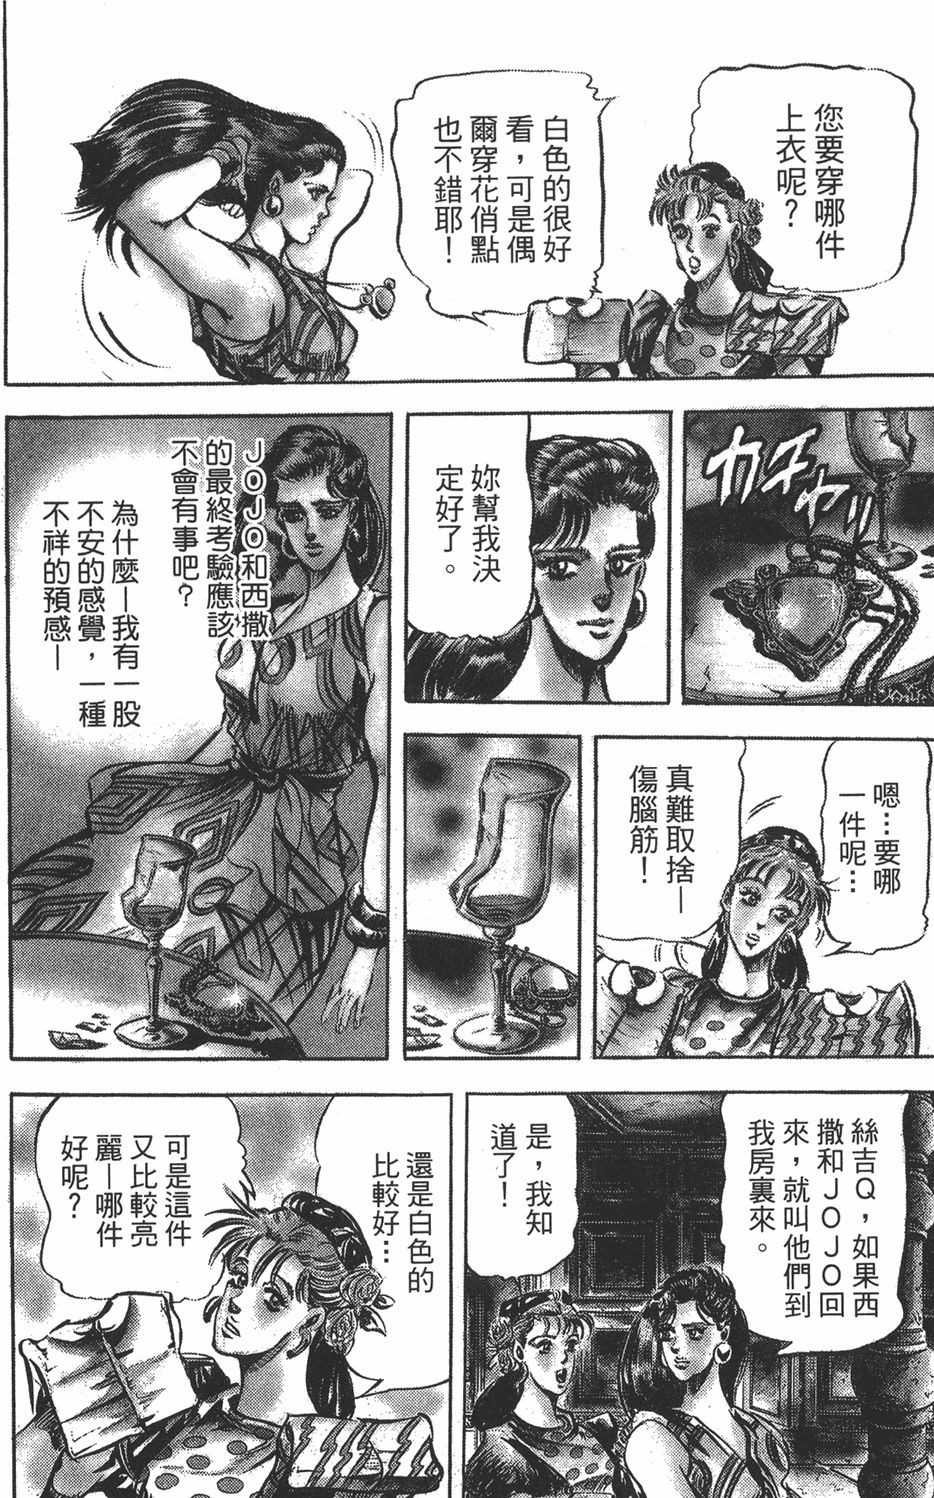 您要穿哪件
上衣呢？
白色的很好
看，可是偶
爾穿花俏點
也不錯耶！
カチャッ
妳幫我決
定好了。
JOJO和西撒
的最終考驗應該
不會有事吧？
為什麼—我有一股
不安的感覺，一種
不祥的預感—
嗯…要哪
一件呢…
真難取捨—
傷腦筋！
絲吉Q，如果西
撒和JOJO回
來，就叫他們到
我房裏來。
是，我知
道了！
還是白色的
比較好…
可是這件
又比較亮
麗—哪件
好呢？